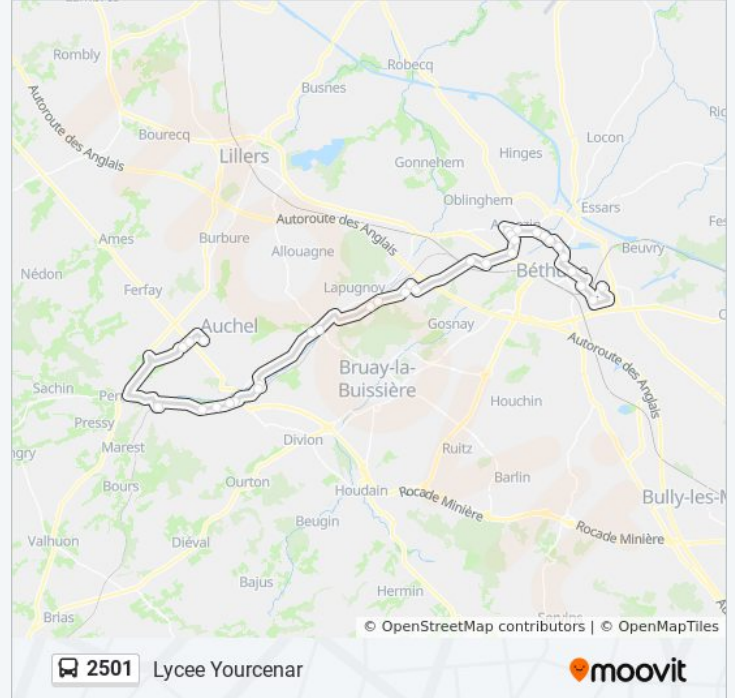 Rombly
Robecq
Busnes
Autoroute des Anglais
Bourecq
Locon
Lillers
Hinges
Gonnehem
Oblinghem
Essars
Ames
Burbure
Autoroute des Anglais
Beuvry
Allouagne
Nédon
Ferfay
Lapugnoy
Auchel
Gosnay
Autoroute des Anglais
Bruay-la-
Buissière
Sachin
Houchin
Pressy
Divion
Marest
Ruitz
Barlin
Bours
Ourton
Houdain
Rocade Minière
Bully-les-M
Beugin
Rocade Minière
Valhuon
Diéval
Bajus
Hermin
Brias
© OpenStreetMap contributors | © OpenMapTiles
2501 Lycee Yourcenar
moovit